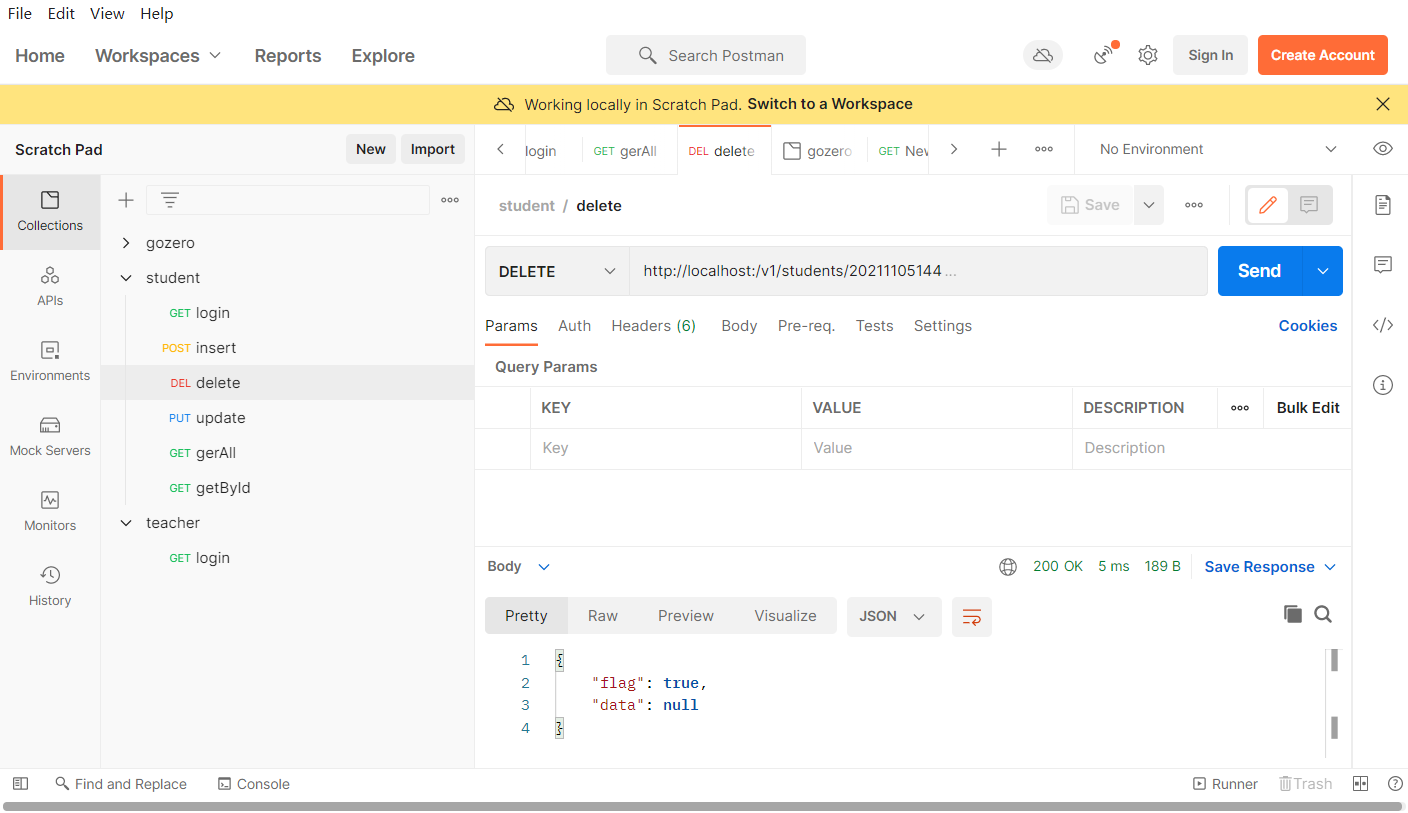 File Edit View Help
Home Workspaces Reports Explore Search Postman Sign In Create Account
Working locally in Scratch Pad. Switch to a Workspace
Scratch Pad New Import
login GET gerAll DEL delete gozero GET Nev No Environment
Collections
APIs
Environments
Mock Servers
Monitors
History
gozero
student
GET login
POST insert
DEL delete
PUT update
GET gerAll
GET getById
teacher
GET login
student / delete Save
DELETE http://localhost:/v1/students/20211105144 ... Send
Params Auth Headers (6) Body Pre-req. Tests Settings Cookies
Query Params
KEY VALUE DESCRIPTION Bulk Edit
Key Value Description
Body 200 OK 5 ms 189 B Save Response
Pretty Raw Preview Visualize JSON
1 {
2 "flag": true,
3 "data": null
4 }
Find and Replace Console Runner Trash